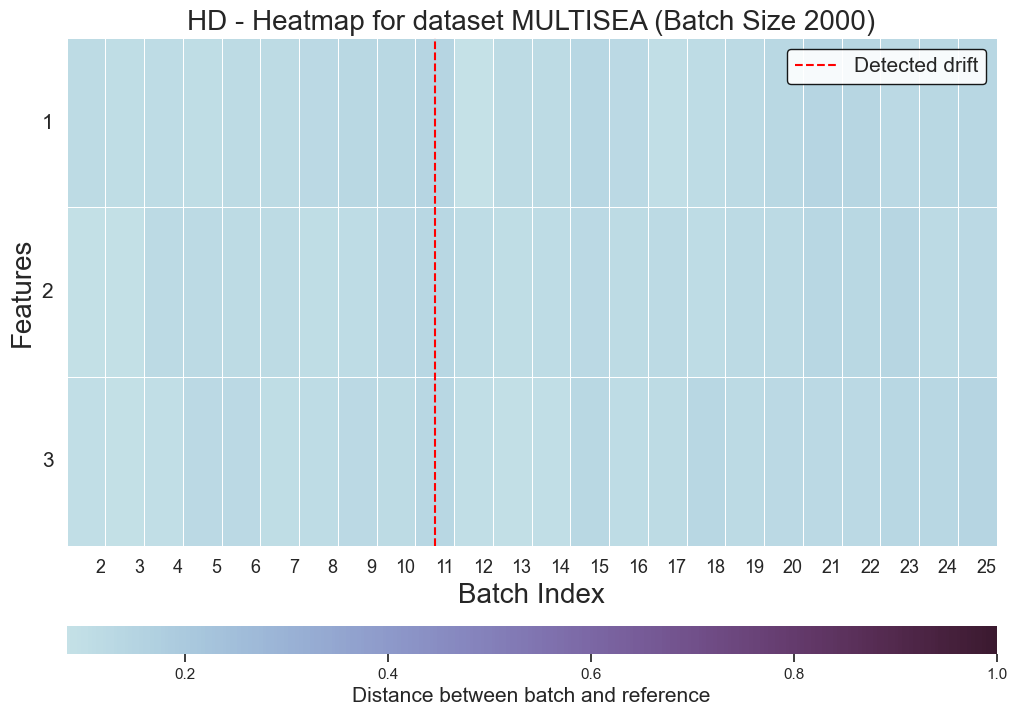 HD - Heatmap for dataset MULTISEA (Batch Size 2000)
Detected drift
Features
1
2
3
2 3 4 5 6 7 8 9 10 11 12 13 14 15 16 17 18 19 20 21 22 23 24 25
Batch Index
0.2 0.4 0.6 0.8 1.0
Distance between batch and reference